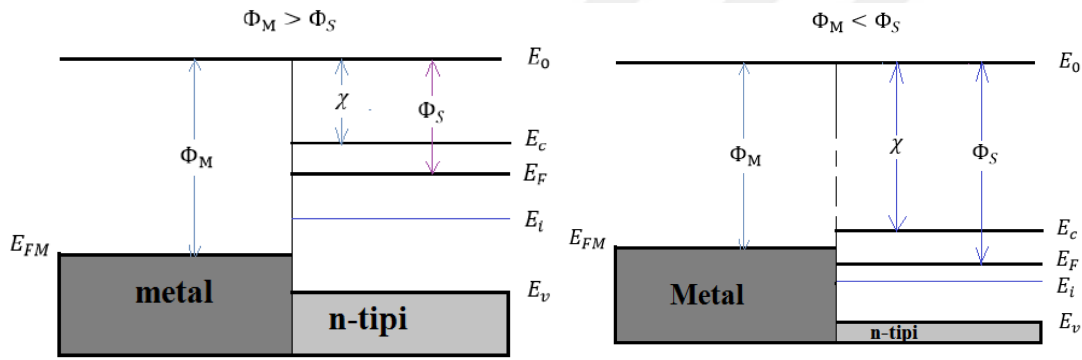 Φ_M > Φ_S
E_0
χ
Φ_S
E_c
Φ_M
E_F
E_i
E_FM
metal
E_v
n-tipi
Φ_M < Φ_S
E_0
χ
Φ_M
Φ_S
E_c
E_FM
E_F
E_i
Metal
E_v
n-tipi